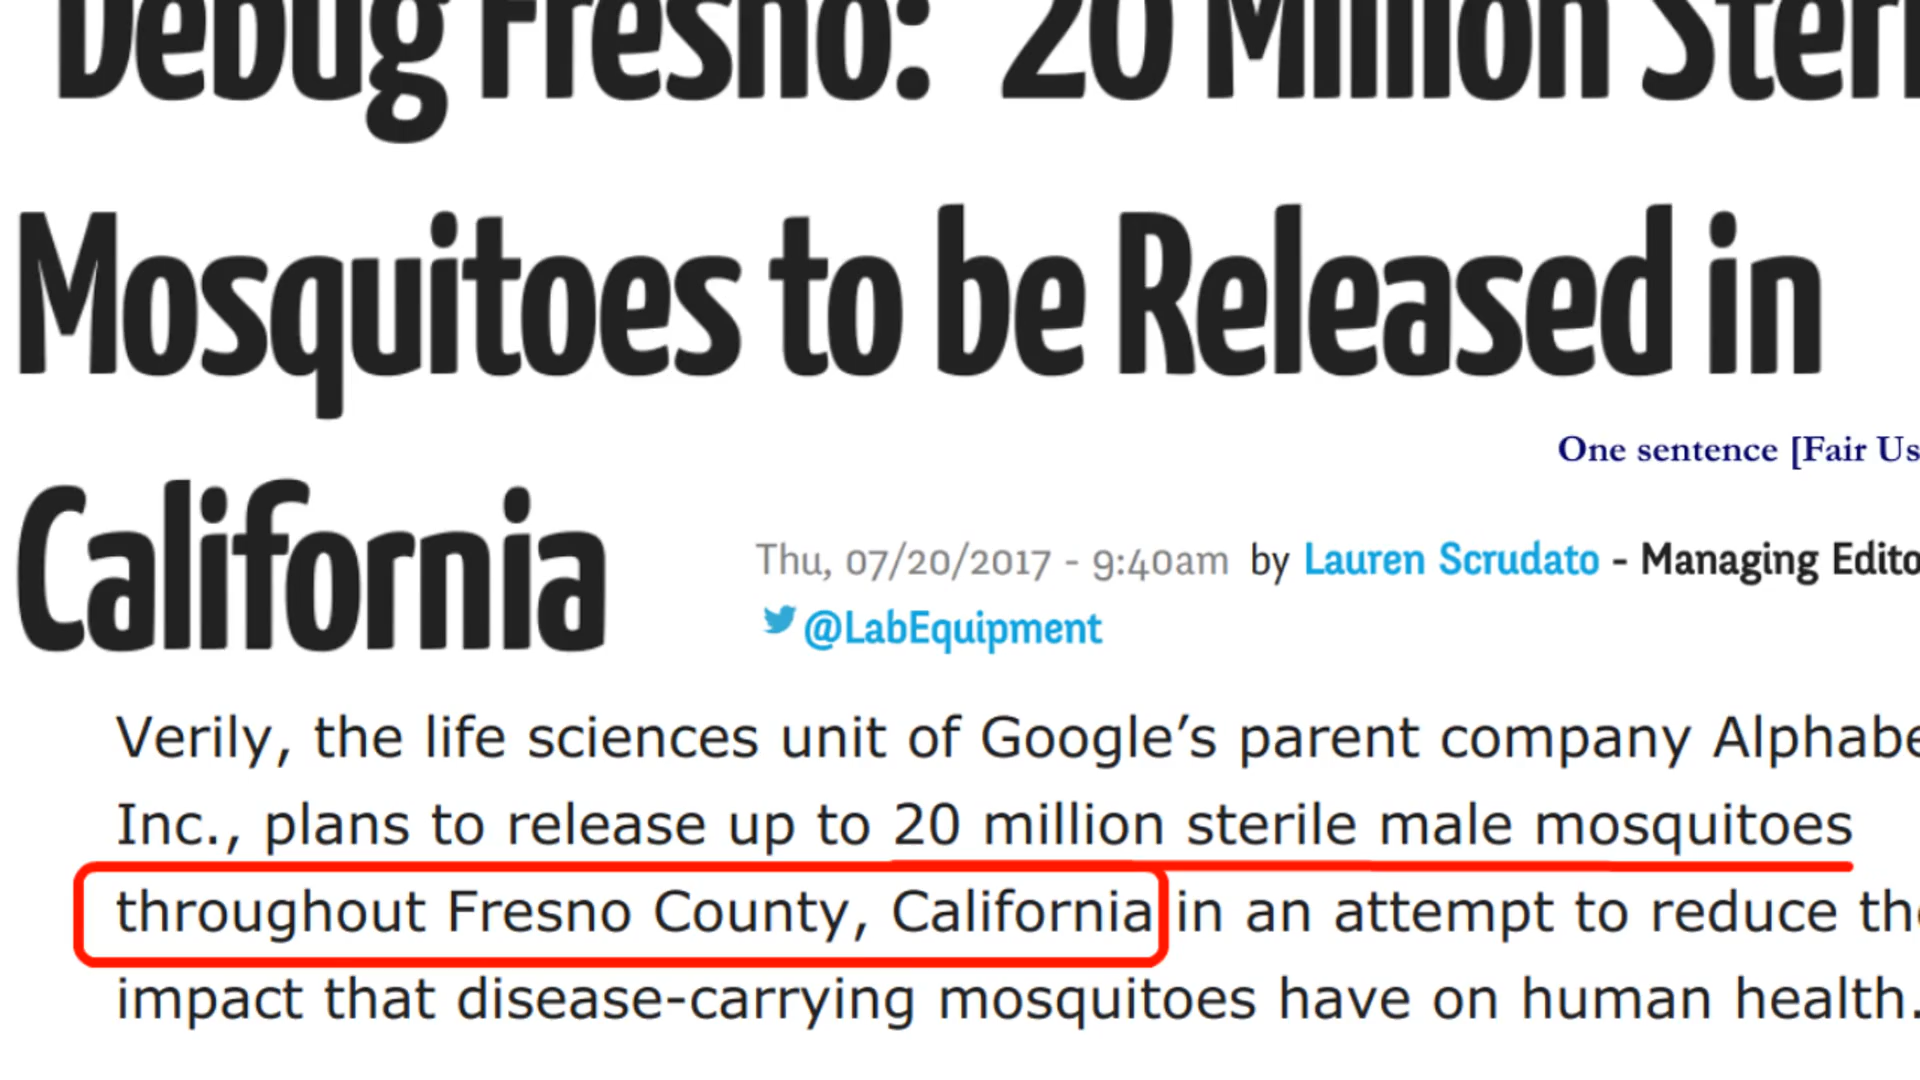 Debug Fresno: 20 Million Steri
Mosquitoes to be Released in
One sentence [Fair Us
California
Thu, 07/20/2017 - 9:40am by Lauren Scrudato - Managing Edito
@LabEquipment
Verily, the life sciences unit of Google’s parent company Alphabe
Inc., plans to release up to 20 million sterile male mosquitoes
throughout Fresno County, California in an attempt to reduce the
impact that disease-carrying mosquitoes have on human health.